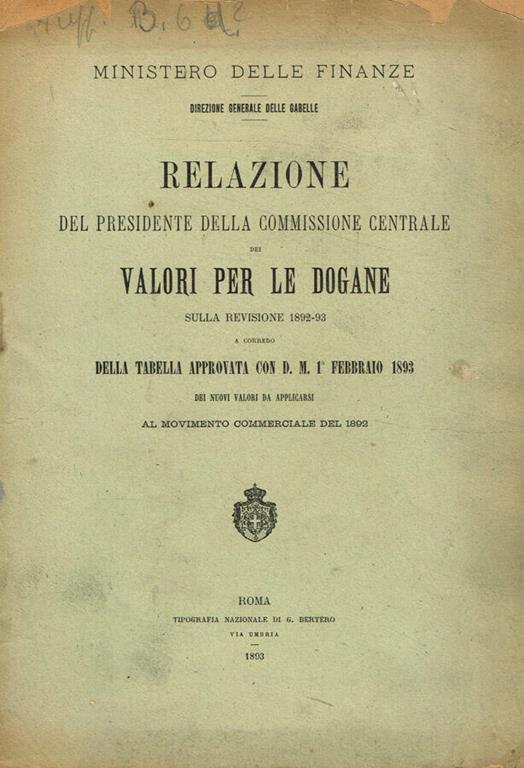 B. 6
MINISTERO DELLE FINANZE
DIREZIONE GENERALE DELLE GABELLE
RELAZIONE
DEL PRESIDENTE DELLA COMMISSIONE CENTRALE
DEI
VALORI PER LE DOGANE
SULLA REVISIONE 1892-93
A CORREDO
DELLA TABELLA APPROVATA CON D. M. 1° FEBBRAIO 1893
DEI NUOVI VALORI DA APPLICARSI
AL MOVIMENTO COMMERCIALE DEL 1892
ROMA
TIPOGRAFIA NAZIONALE DI G. BERTERO
VIA UMBRIA
1893